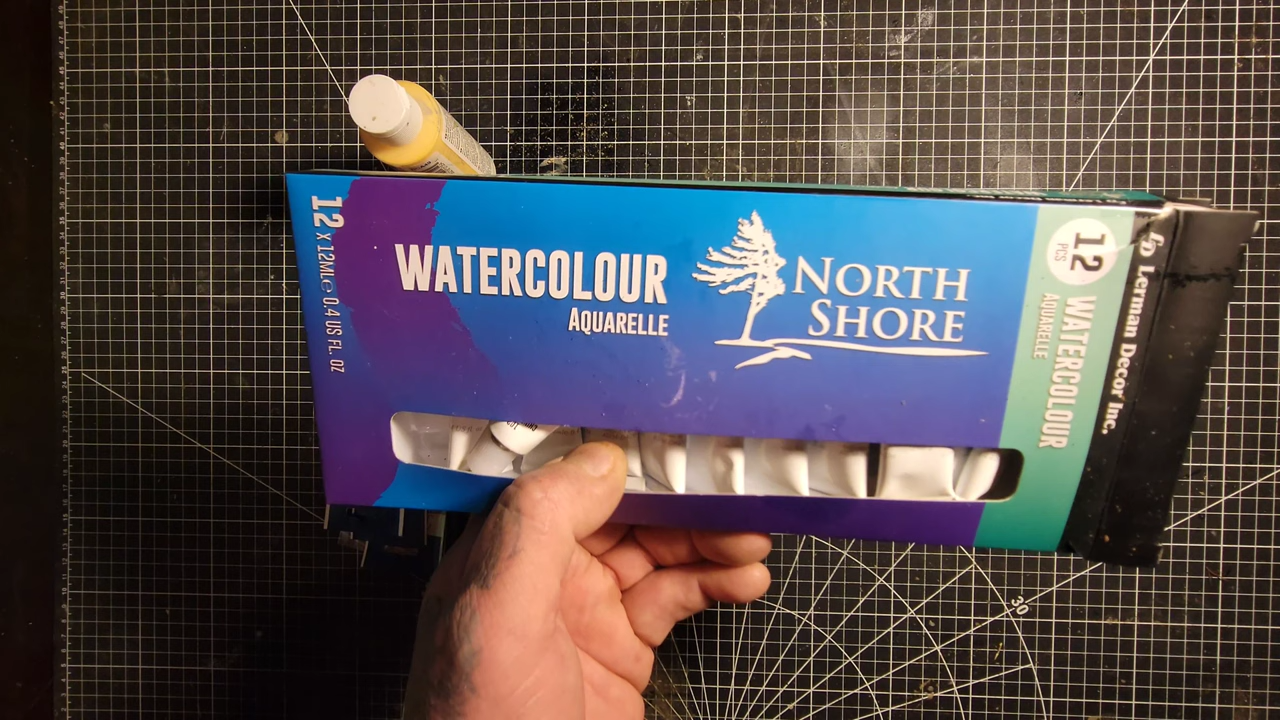 12 x 12ML℮ 0.4 US FL. OZ
WATERCOLOUR
AQUARELLE
NORTH
SHORE
12
PCS
WATERCOLOUR
AQUARELLE
Lerman Decor Inc.
30